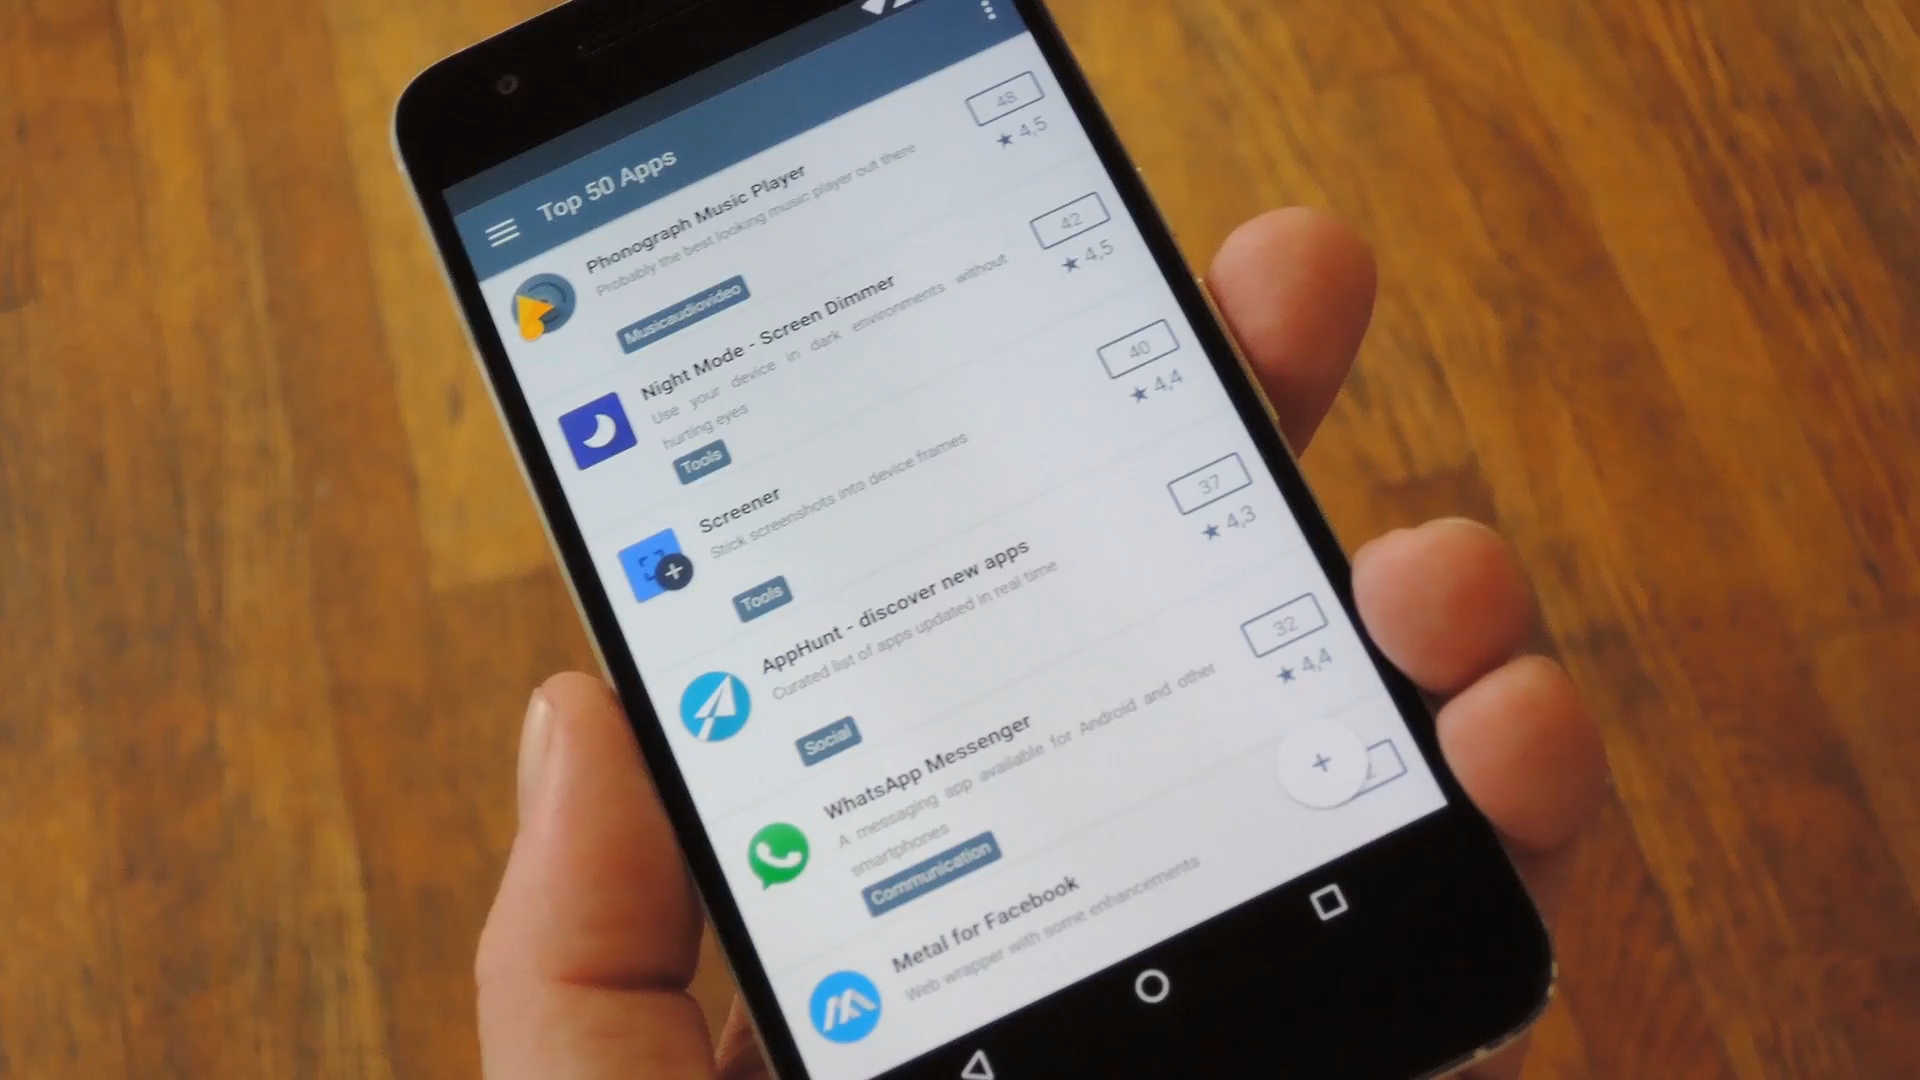 Top 50 Apps
Phonograph Music Player
Probably the best looking music player out there
Musicaudiovideo
48
★ 4,5
Night Mode - Screen Dimmer
Use your device in dark environments without
hurting eyes
Tools
42
★ 4,5
Screener
Stick screenshots into device frames
Tools
40
★ 4,4
AppHunt - discover new apps
Curated list of apps updated in real time
Social
37
★ 4,3
WhatsApp Messenger
A messaging app available for Android and other
smartphones
Communication
32
★ 4,4
Metal for Facebook
Web wrapper with some enhancements
+